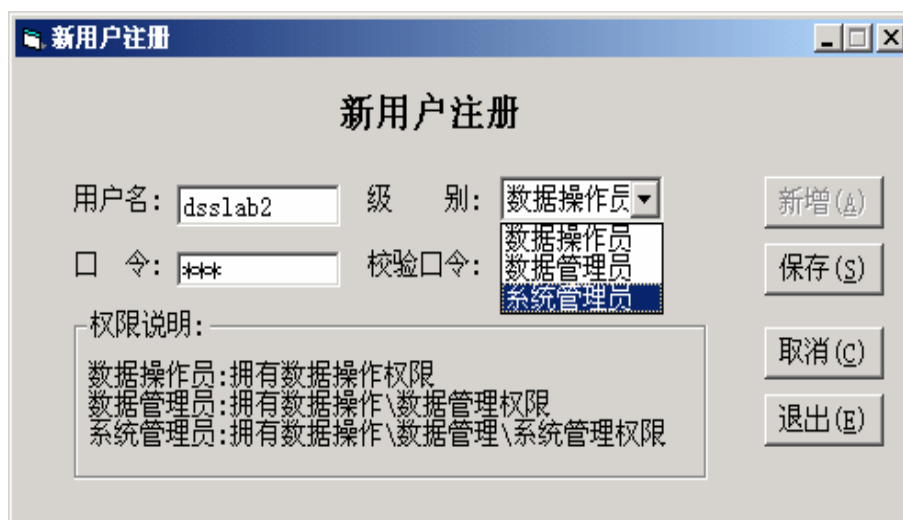 新用户注册
新用户注册
用户名: dsslab2 级 别: 数据操作员 新增(A)
数据操作员
口 令: *** 校验口令: 数据管理员 保存(S)
系统管理员
权限说明:
取消(C)
数据操作员:拥有数据操作权限
数据管理员:拥有数据操作\数据管理权限
系统管理员:拥有数据操作\数据管理\系统管理权限
退出(E)